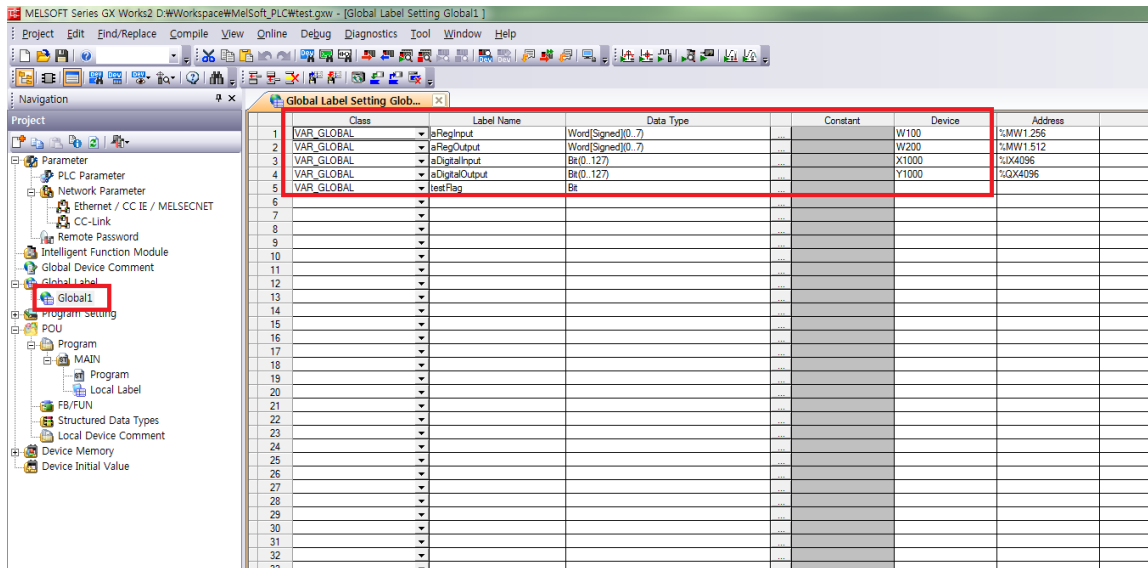 MELSOFT Series GX Works2 D:₩Workspace₩MelSoft_PLC₩test.gxw - [Global Label Setting Global1 ]
Project Edit Find/Replace Compile View Online Debug Diagnostics Tool Window Help
Navigation
Project
Parameter
PLC Parameter
Network Parameter
Ethernet / CC IE / MELSECNET
CC-Link
Remote Password
Intelligent Function Module
Global Device Comment
Global Label
Global1
Program Setting
POU
Program
MAIN
Program
Local Label
FB/FUN
Structured Data Types
Local Device Comment
Device Memory
Device Initial Value
Global Label Setting Glob...
Class Label Name Data Type Constant Device Address
1 VAR_GLOBAL aRegInput Word[Signed](0..7) ... W100 %MW1.256
2 VAR_GLOBAL aRegOutput Word[Signed](0..7) ... W200 %MW1.512
3 VAR_GLOBAL aDigitalInput Bit(0..127) ... X1000 %IX4096
4 VAR_GLOBAL aDigitalOutput Bit(0..127) ... Y1000 %QX4096
5 VAR_GLOBAL testFlag Bit ...
6 ...
7 ...
8 ...
9 ...
10 ...
11 ...
12 ...
13 ...
14 ...
15 ...
16 ...
17 ...
18 ...
19 ...
20 ...
21 ...
22 ...
23 ...
24 ...
25 ...
26 ...
27 ...
28 ...
29 ...
30 ...
31 ...
32 ...
33